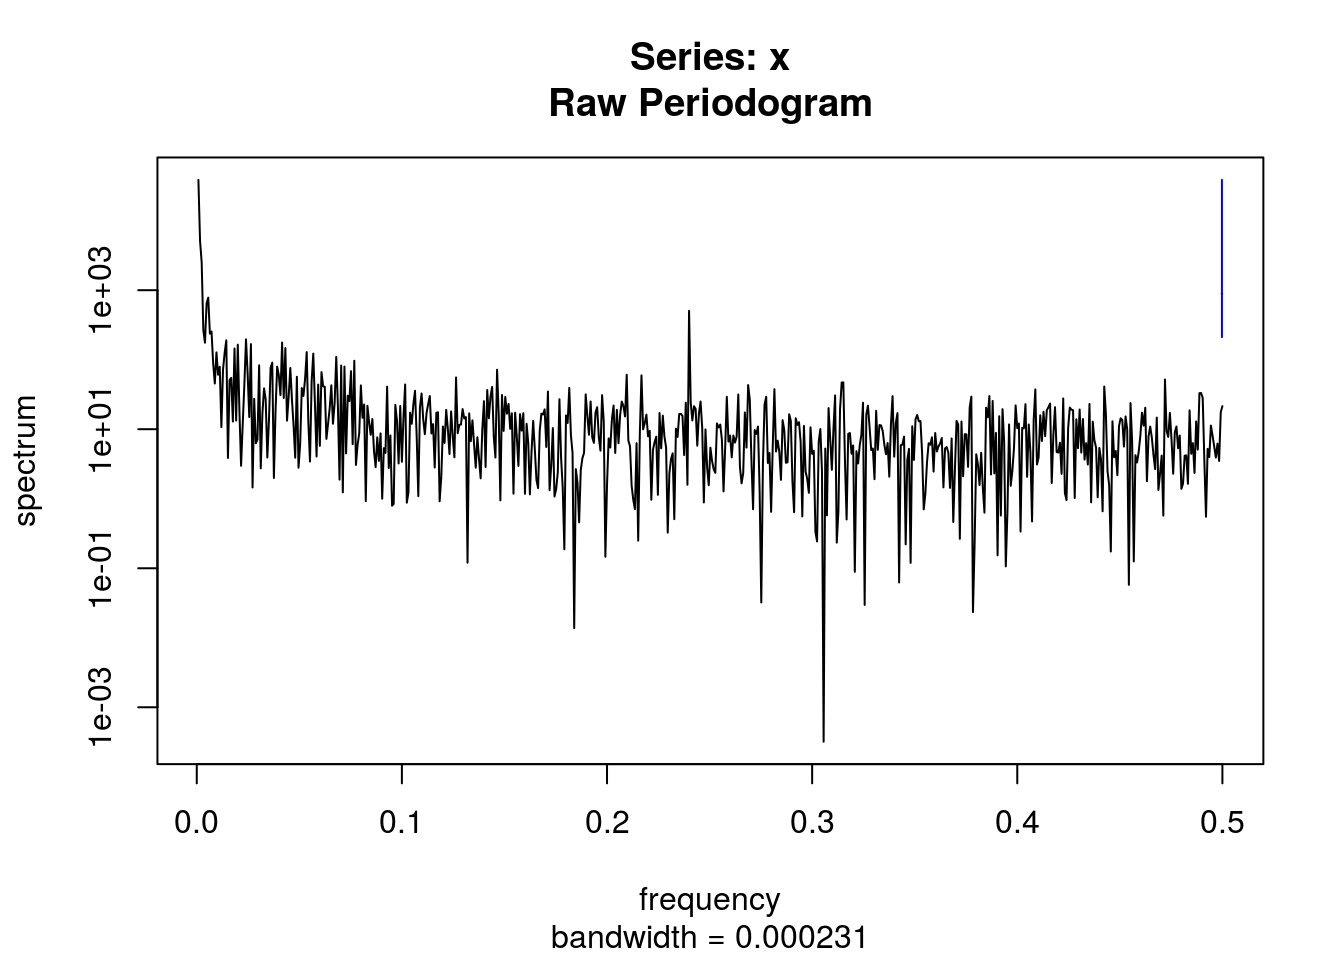 Series: x
Raw Periodogram
spectrum
1e+03
1e+01
1e-01
1e-03
0.0 0.1 0.2 0.3 0.4 0.5
frequency
bandwidth = 0.000231